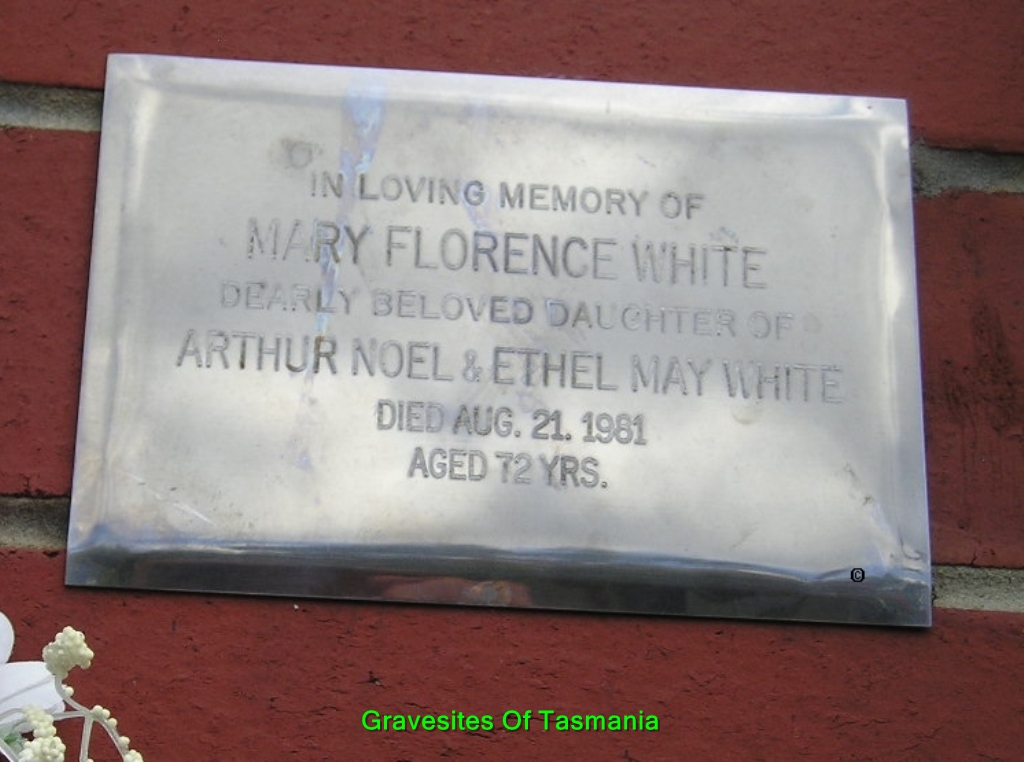 IN LOVING MEMORY OF
MARY FLORENCE WHITE
DEARLY BELOVED DAUGHTER OF
ARTHUR NOEL & ETHEL MAY WHITE
DIED AUG. 21. 1981
AGED 72 YRS.
©
Gravesites Of Tasmania